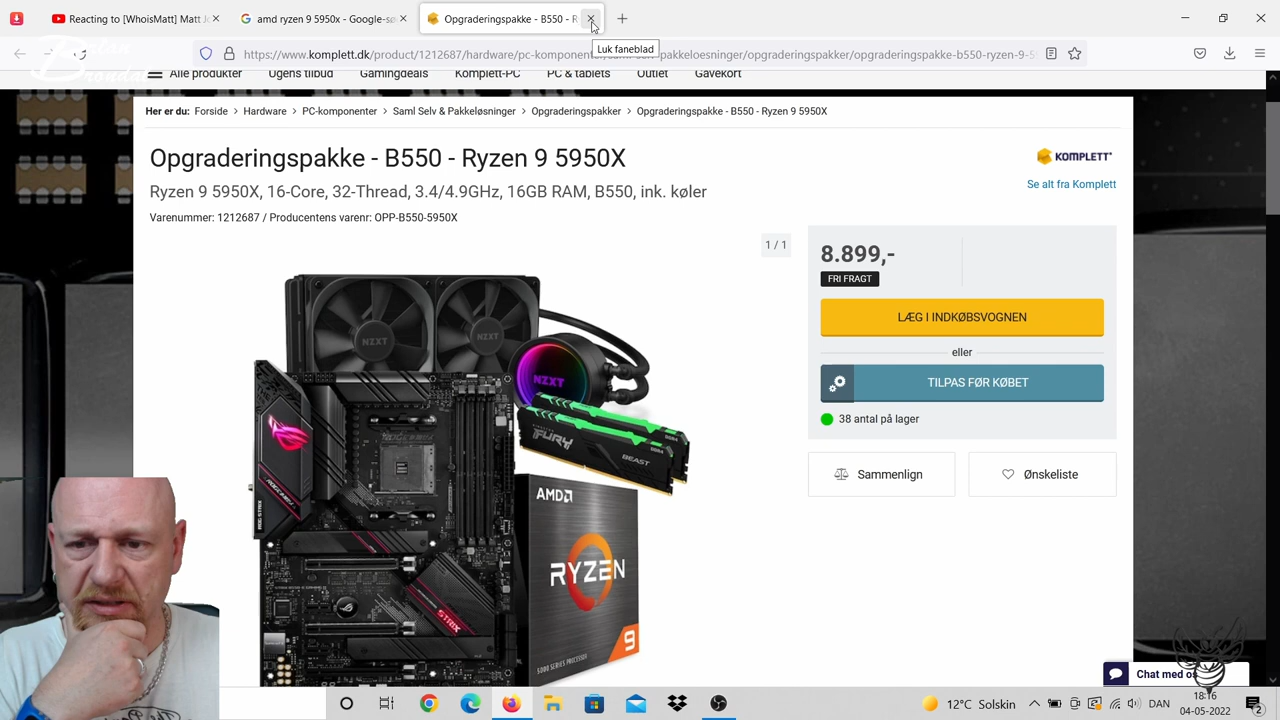 Reacting to [WhoisMatt] Matt J
amd ryzen 9 5950x - Google-sø
Opgraderingspakke - B550 - R
Luk faneblad
https://www.komplett.dk/product/1212687/hardware/pc-komponenter
pakkeloesninger/opgraderingspakker/opgraderingspakke-b550-ryzen-9-5
Alle produkter Ugens tilbud Gamingdeals Komplett-PC PC & tablets Outlet Gavekort
Her er du: Forside > Hardware > PC-komponenter > Saml Selv & Pakkeløsninger > Opgraderingspakker > Opgraderingspakke - B550 - Ryzen 9 5950X
Opgraderingspakke - B550 - Ryzen 9 5950X
KOMPLETT
Ryzen 9 5950X, 16-Core, 32-Thread, 3.4/4.9GHz, 16GB RAM, B550, ink. køler
Se alt fra Komplett
Varenummer: 1212687 / Producentens varenr: OPP-B550-5950X
1 / 1
8.899,-
FRI FRAGT
LÆG I INDKØBSVOGNEN
eller
TILPAS FØR KØBET
38 antal på lager
Sammenlign
Ønskeliste
NZXT
NZXT
NZXT
FURY
BEAST
AMD
RYZEN
9
5000 SERIES PROCESSOR
STRIX
Chat med os
12°C Solskin
DAN
18:16
04-05-2022
2